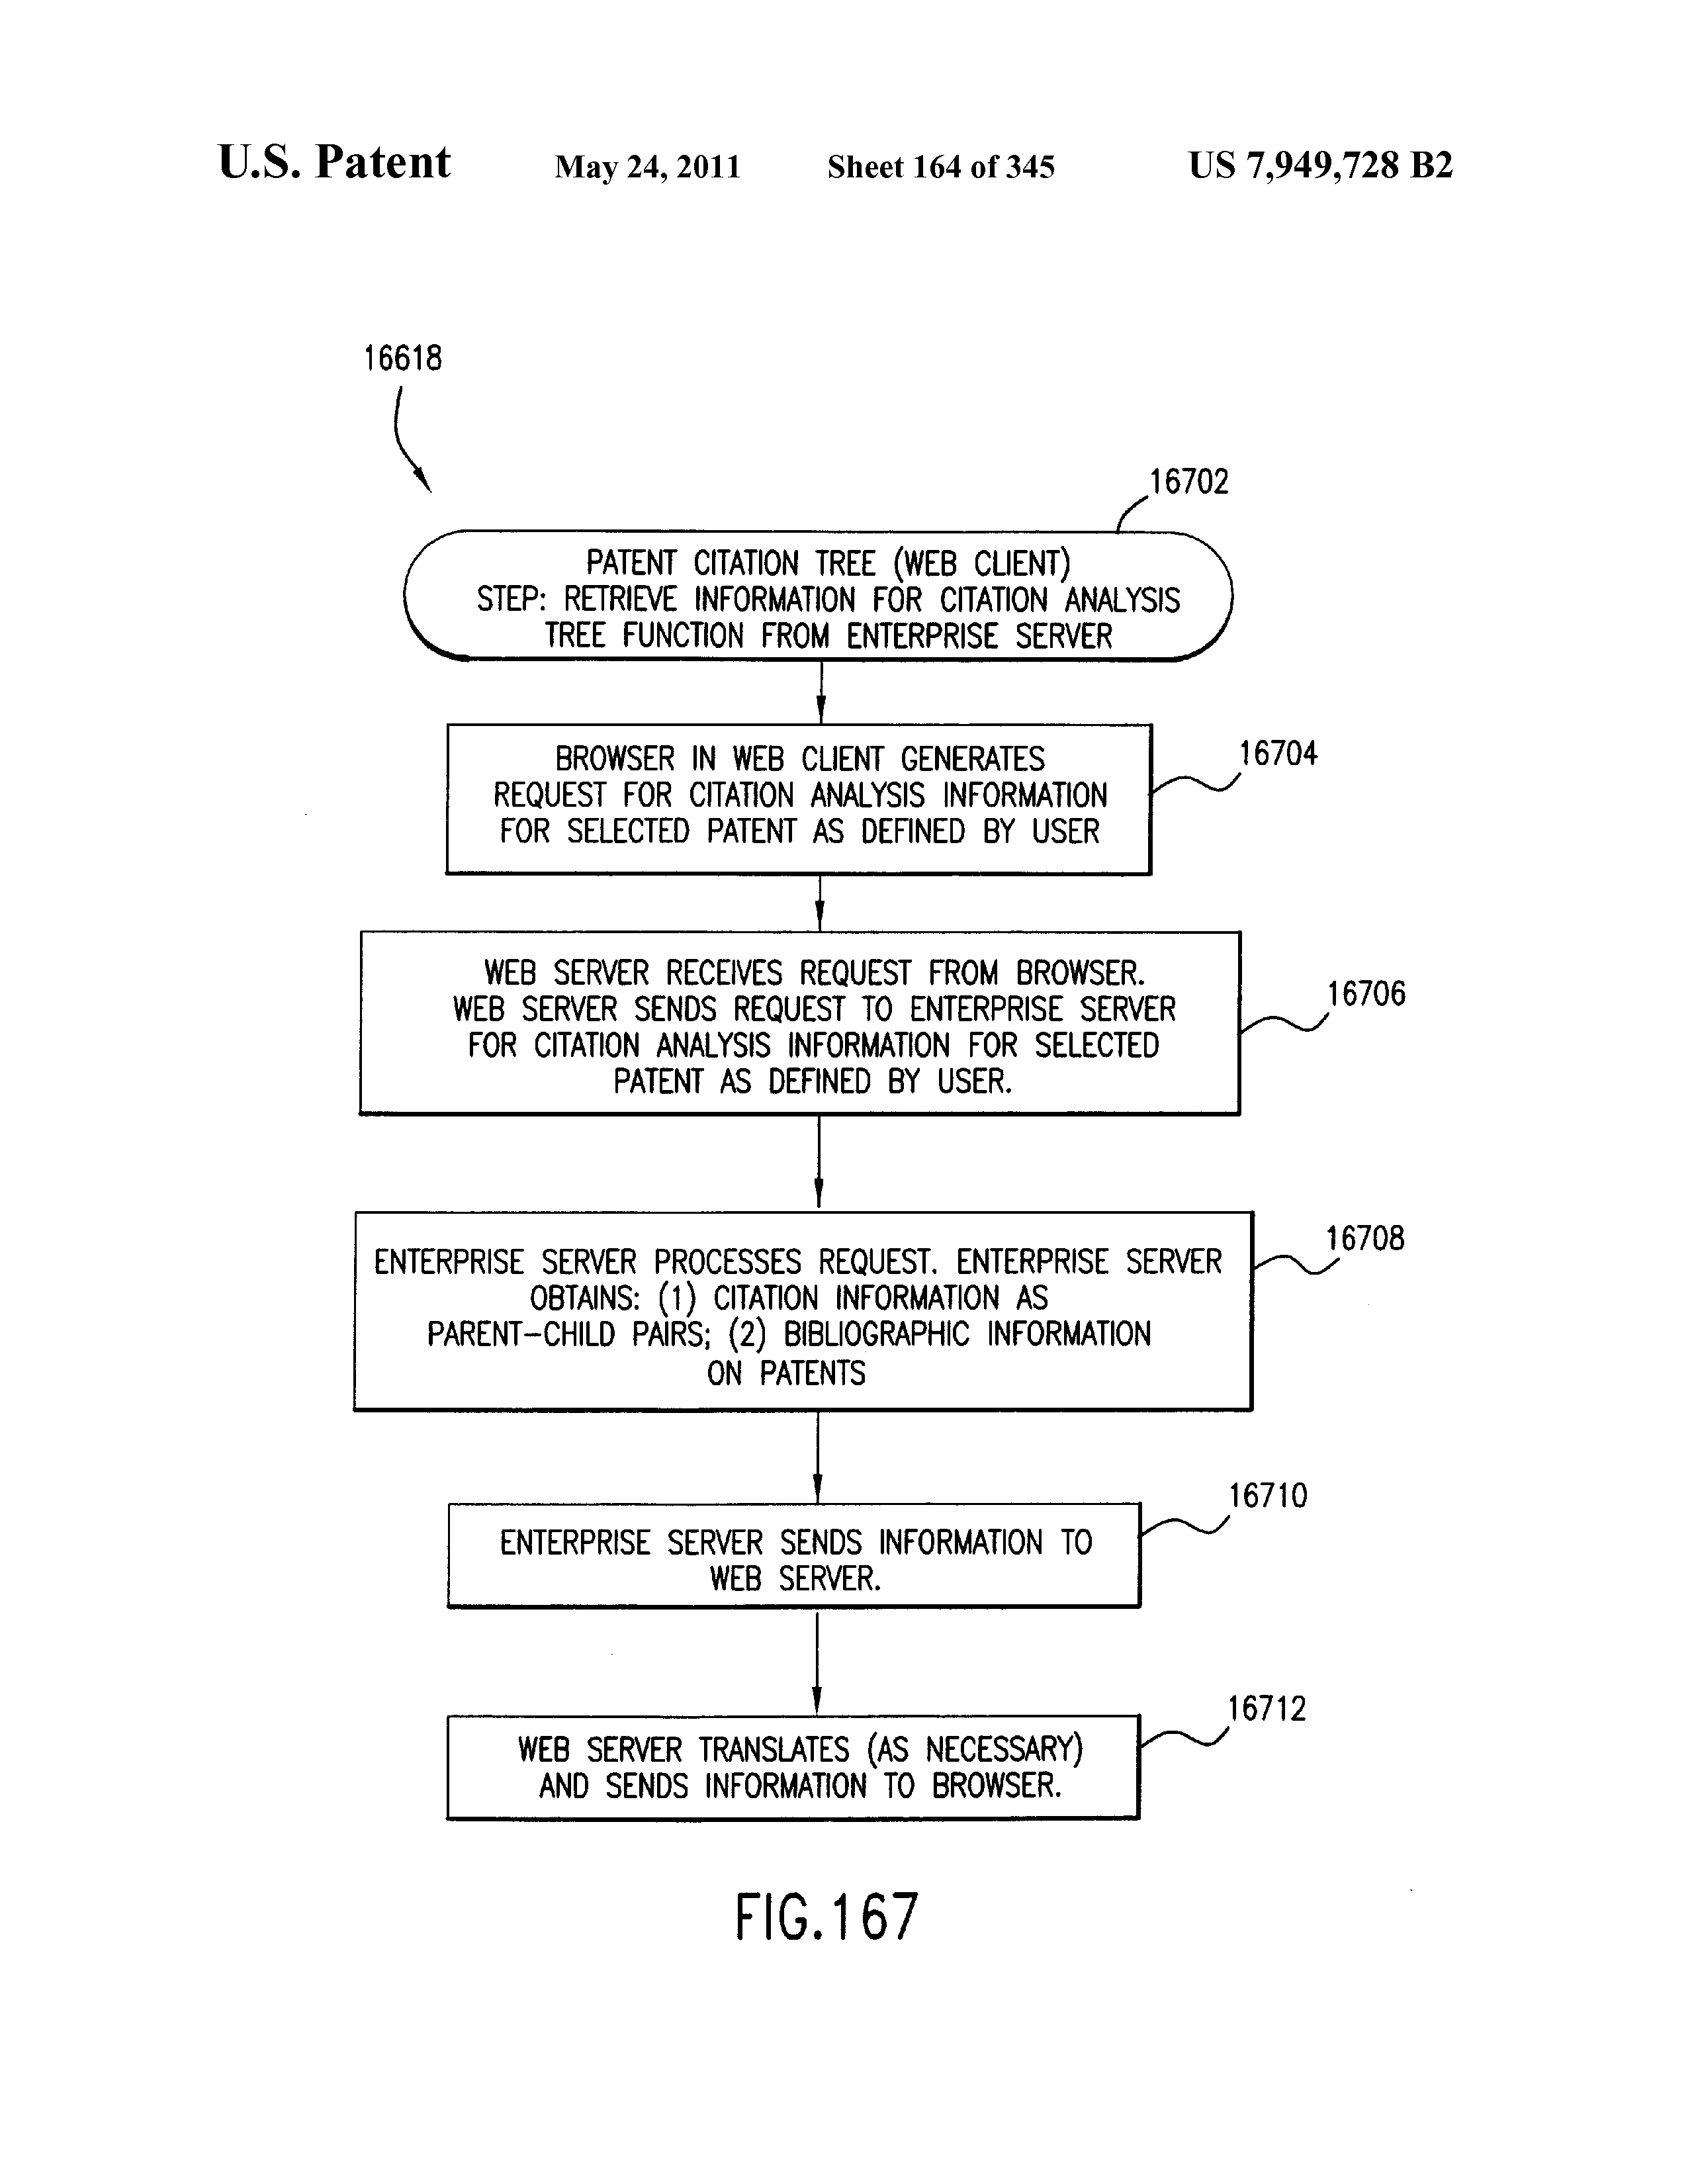 U.S. Patent May 24, 2011 Sheet 164 of 345 US 7,949,728 B2
16618
16702
PATENT CITATION TREE (WEB CLIENT)
STEP: RETRIEVE INFORMATION FOR CITATION ANALYSIS
TREE FUNCTION FROM ENTERPRISE SERVER
16704
BROWSER IN WEB CLIENT GENERATES
REQUEST FOR CITATION ANALYSIS INFORMATION
FOR SELECTED PATENT AS DEFINED BY USER
16706
WEB SERVER RECEIVES REQUEST FROM BROWSER.
WEB SERVER SENDS REQUEST TO ENTERPRISE SERVER
FOR CITATION ANALYSIS INFORMATION FOR SELECTED
PATENT AS DEFINED BY USER.
16708
ENTERPRISE SERVER PROCESSES REQUEST. ENTERPRISE SERVER
OBTAINS: (1) CITATION INFORMATION AS
PARENT-CHILD PAIRS; (2) BIBLIOGRAPHIC INFORMATION
ON PATENTS
16710
ENTERPRISE SERVER SENDS INFORMATION TO
WEB SERVER.
16712
WEB SERVER TRANSLATES (AS NECESSARY)
AND SENDS INFORMATION TO BROWSER.
FIG.167